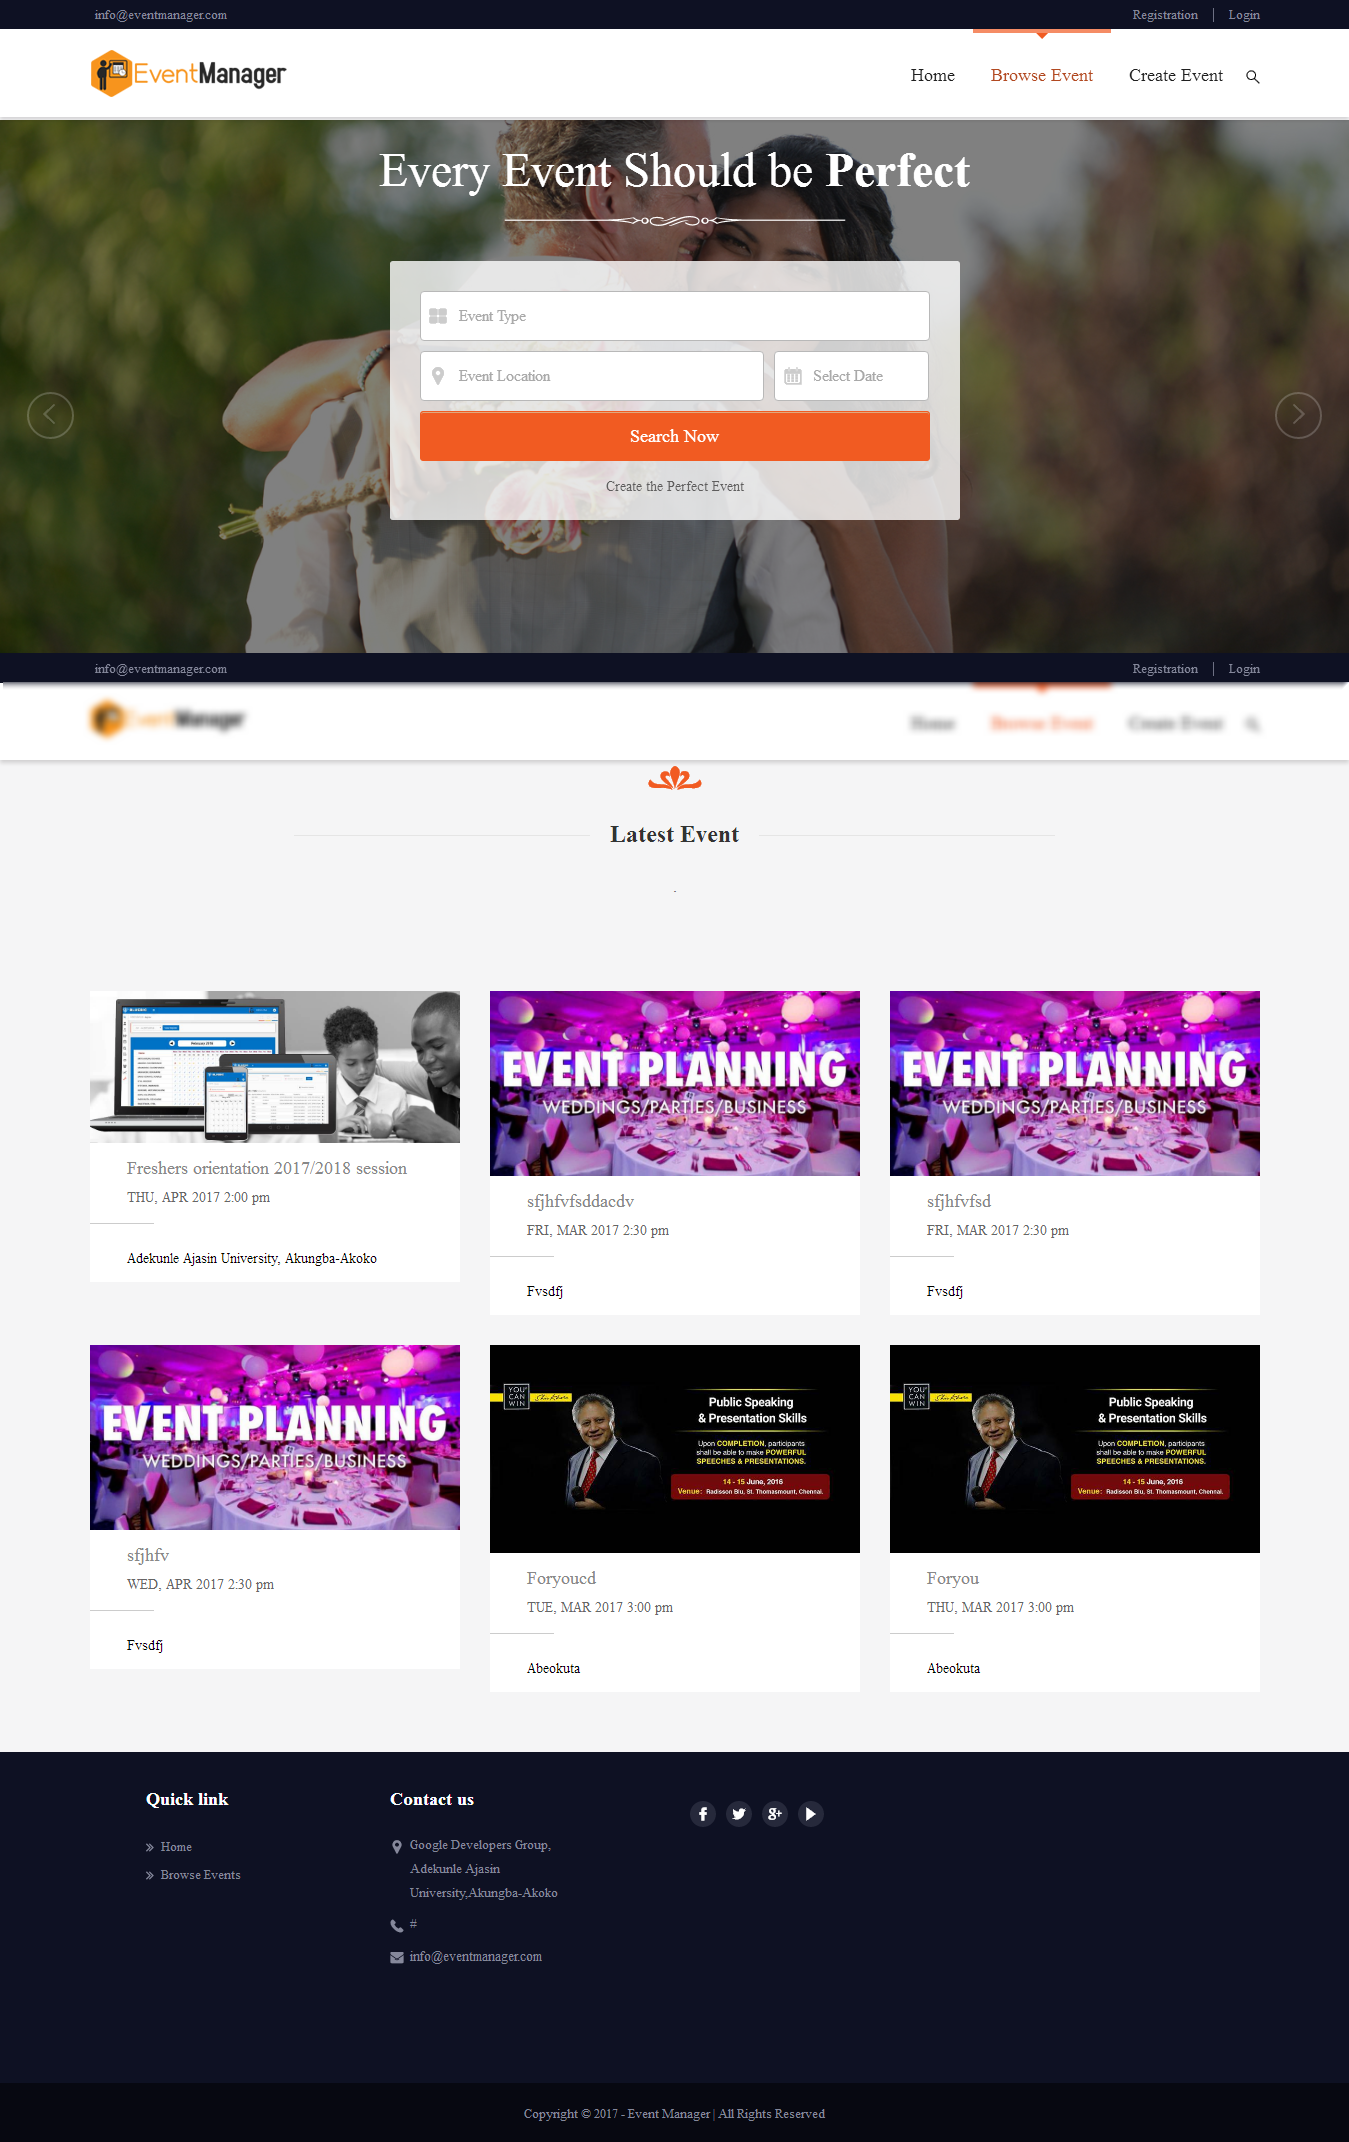 info@eventmanager.com
Registration | Login
EventManager
Home Browse Event Create Event
Every Event Should be Perfect
Event Type
Event Location
Select Date
Search Now
Create the Perfect Event
info@eventmanager.com
Registration | Login
EventManager
Home Browse Event Create Event
Latest Event
.
Freshers orientation 2017/2018 session
THU, APR 2017 2:00 pm
Adekunle Ajasin University, Akungba-Akoko
EVENT PLANNING
WEDDINGS/PARTIES/BUSINESS
sfjhfvfsddacdv
FRI, MAR 2017 2:30 pm
Fvsdfj
EVENT PLANNING
WEDDINGS/PARTIES/BUSINESS
sfjhfvfsd
FRI, MAR 2017 2:30 pm
Fvsdfj
EVENT PLANNING
WEDDINGS/PARTIES/BUSINESS
sfjhfv
WED, APR 2017 2:30 pm
Fvsdfj
YOU
CAN
WIN
Public Speaking
& Presentation Skills
Upon COMPLETION, participants
shall be able to make POWERFUL
SPEECHES & PRESENTATIONS.
14 - 15 June, 2016
Venue: Radisson Blu, St. Thomasmount, Chennai.
Foryoucd
TUE, MAR 2017 3:00 pm
Abeokuta
YOU
CAN
WIN
Public Speaking
& Presentation Skills
Upon COMPLETION, participants
shall be able to make POWERFUL
SPEECHES & PRESENTATIONS.
14 - 15 June, 2016
Venue: Radisson Blu, St. Thomasmount, Chennai.
Foryou
THU, MAR 2017 3:00 pm
Abeokuta
Quick link
Home
Browse Events
Contact us
Google Developers Group,
Adekunle Ajasin
University,Akungba-Akoko
#
info@eventmanager.com
Copyright © 2017 - Event Manager | All Rights Reserved